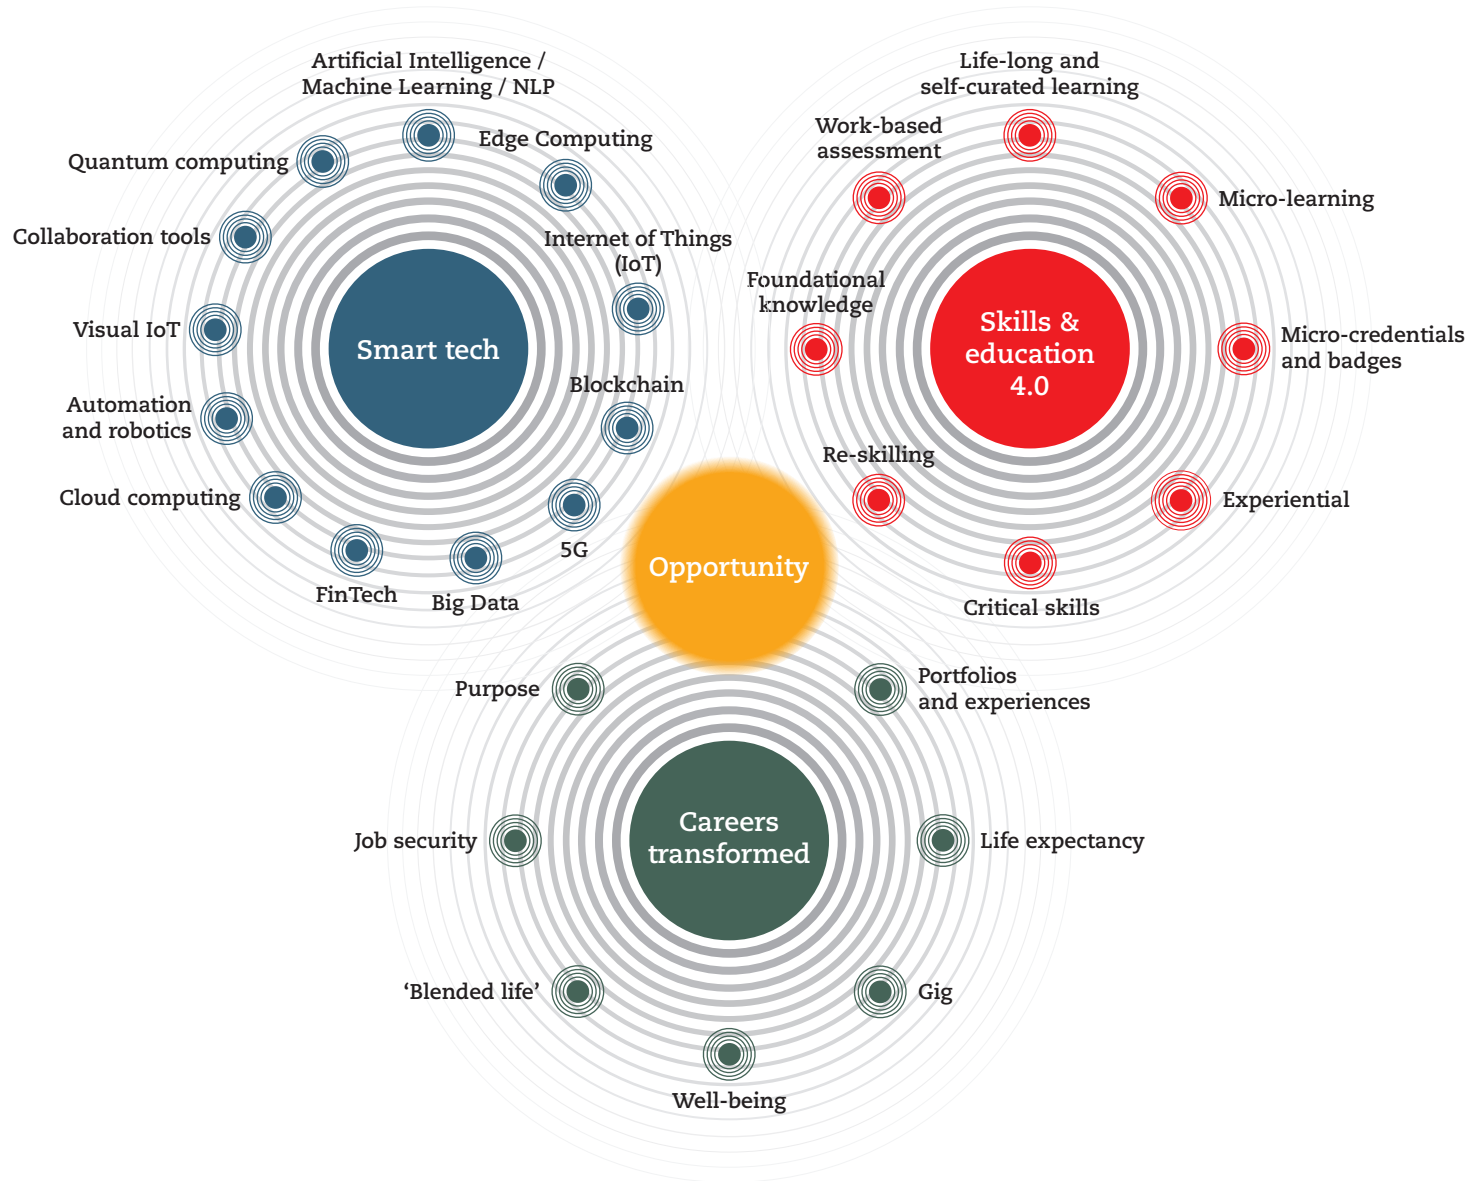 Artificial Intelligence /
Machine Learning / NLP
Edge Computing
Quantum computing
Collaboration tools
Internet of Things
(IoT)
Visual IoT
Smart tech
Blockchain
Automation
and robotics
Cloud computing
5G
FinTech
Big Data
Life-long and
self-curated learning
Work-based
assessment
Micro-learning
Foundational
knowledge
Skills &
education
4.0
Micro-credentials
and badges
Re-skilling
Experiential
Critical skills
Opportunity
Purpose
Portfolios
and experiences
Careers
transformed
Job security
Life expectancy
‘Blended life’
Gig
Well-being